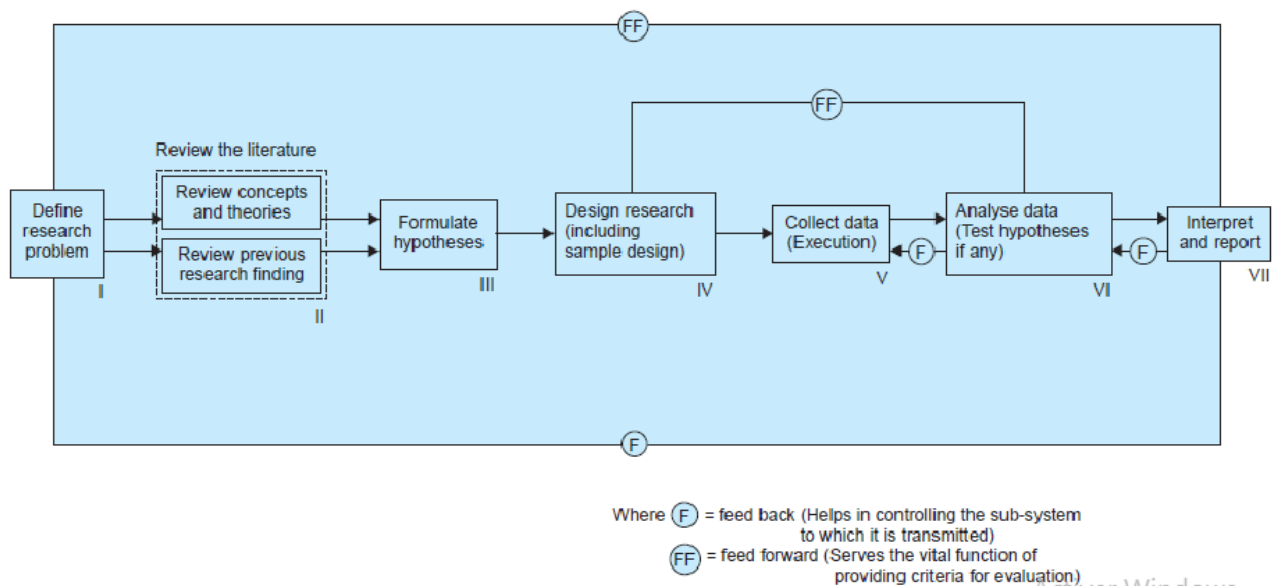 FF
FF
Review the literature
Define
research
problem
I
Review concepts
and theories
Review previous
research finding
II
Formulate
hypotheses
III
Design research
(including
sample design)
IV
Collect data
(Execution)
V
F
Analyse data
(Test hypotheses
if any)
VII
F
Interpret
and report
VII
F
Where F = feed back (Helps in controlling the sub-system
to which it is transmitted)
FF = feed forward (Serves the vital function of
providing criteria for evaluation)
Windows